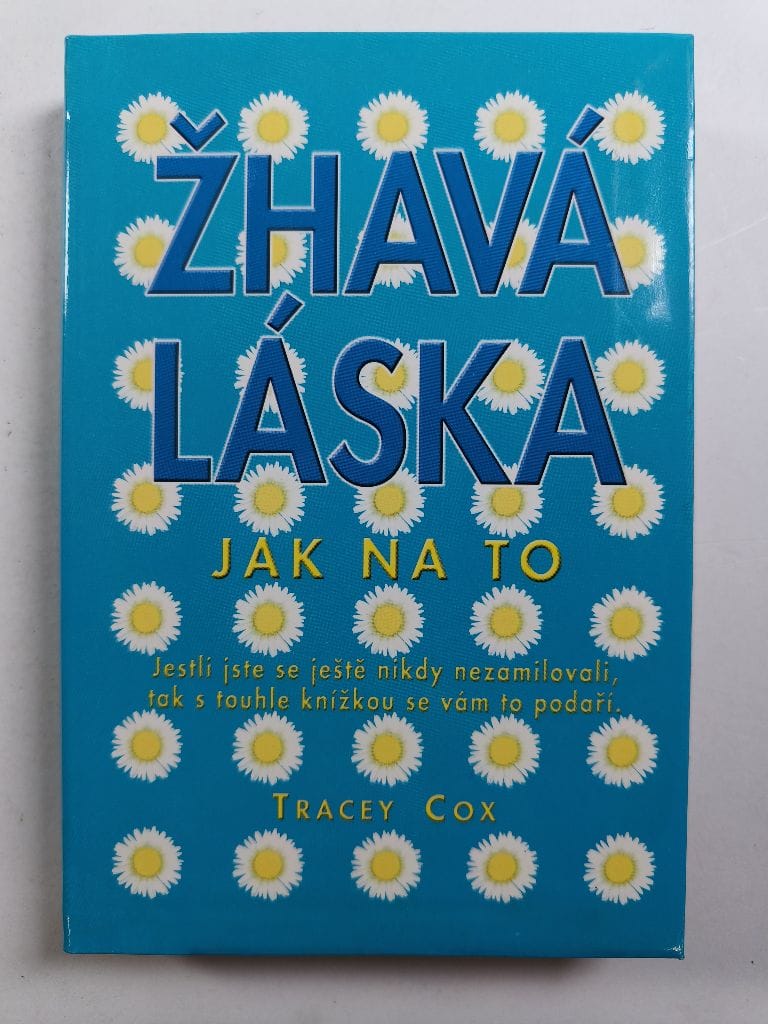 ŽHAVÁ
LÁSKA
JAK NA TO
Jestli jste se ještě nikdy nezamilovali,
tak s touhle knížkou se vám to podaří.
TRACEY COX